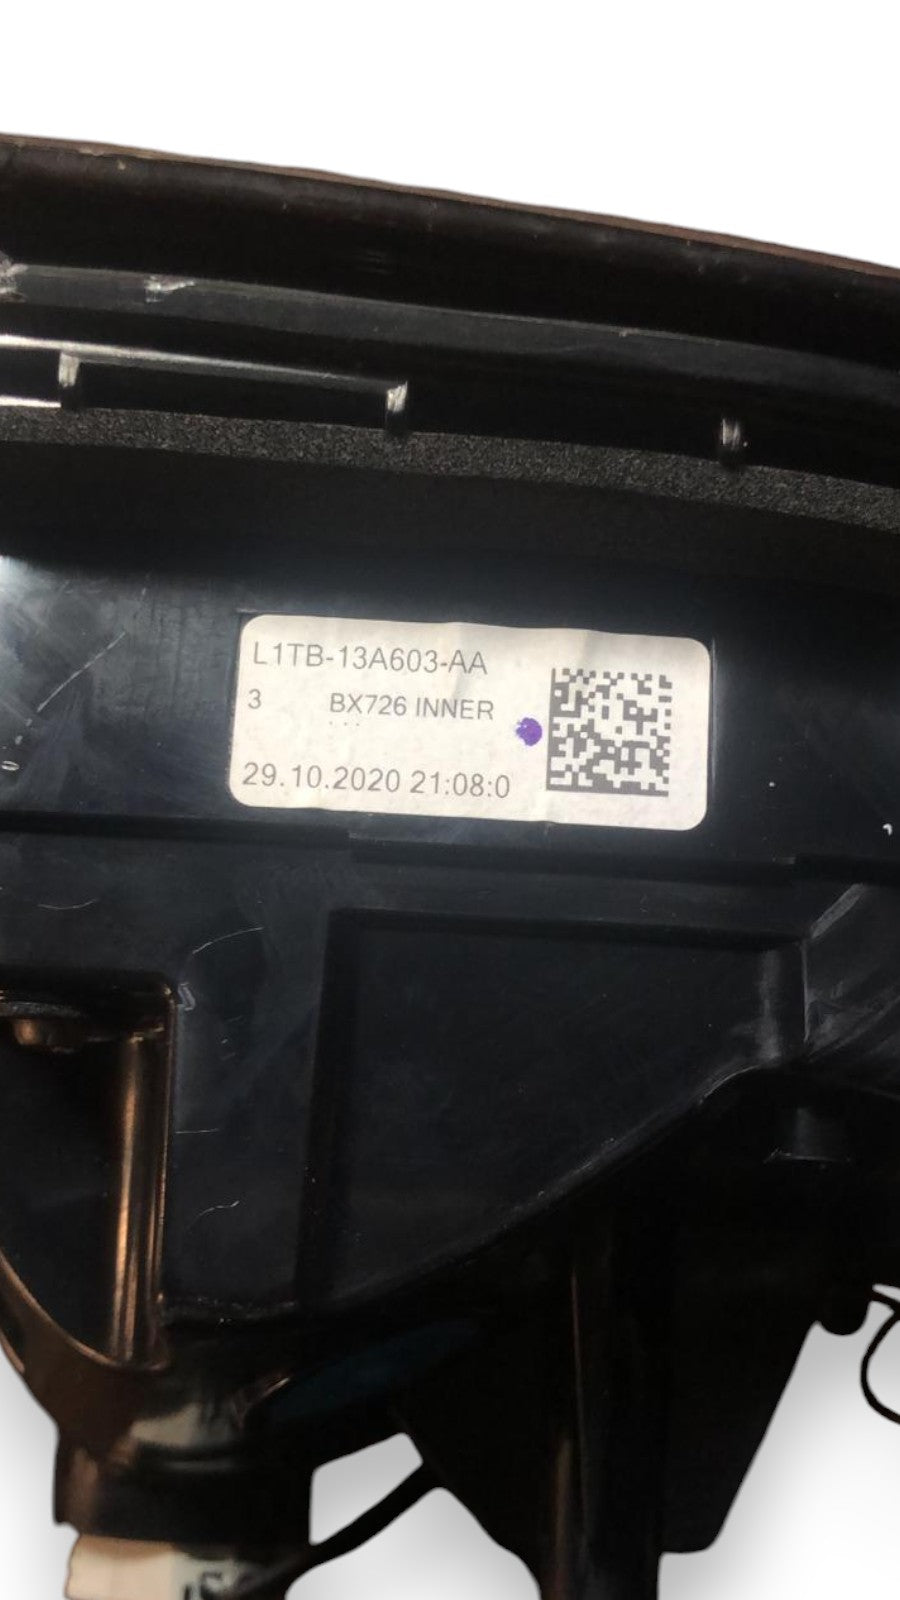 L1TB-13A603-AA
3 BX726 INNER
29.10.2020 21:08:0